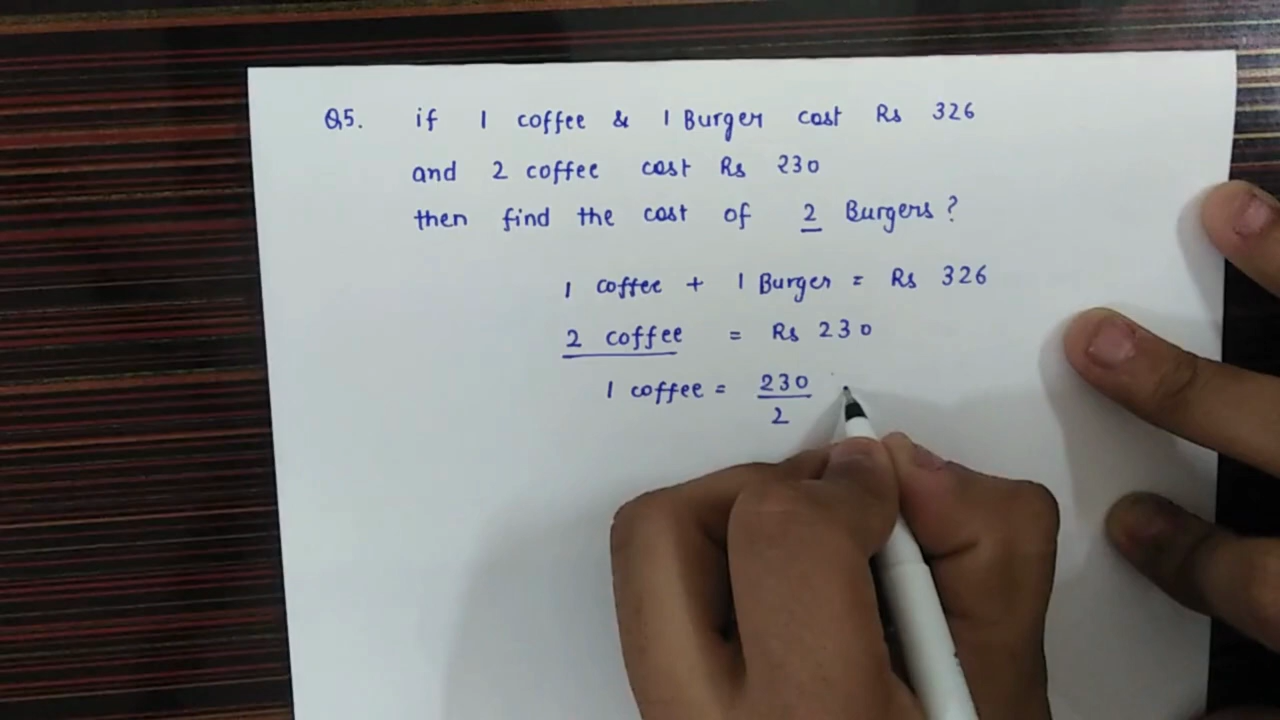 Q5. if 1 coffee & 1 Burger cost Rs 326
and 2 coffee cost Rs 230
then find the cost of 2 Burgers?
1 coffee + 1 Burger = Rs 326
2 coffee = Rs 230
1 coffee = 230/2